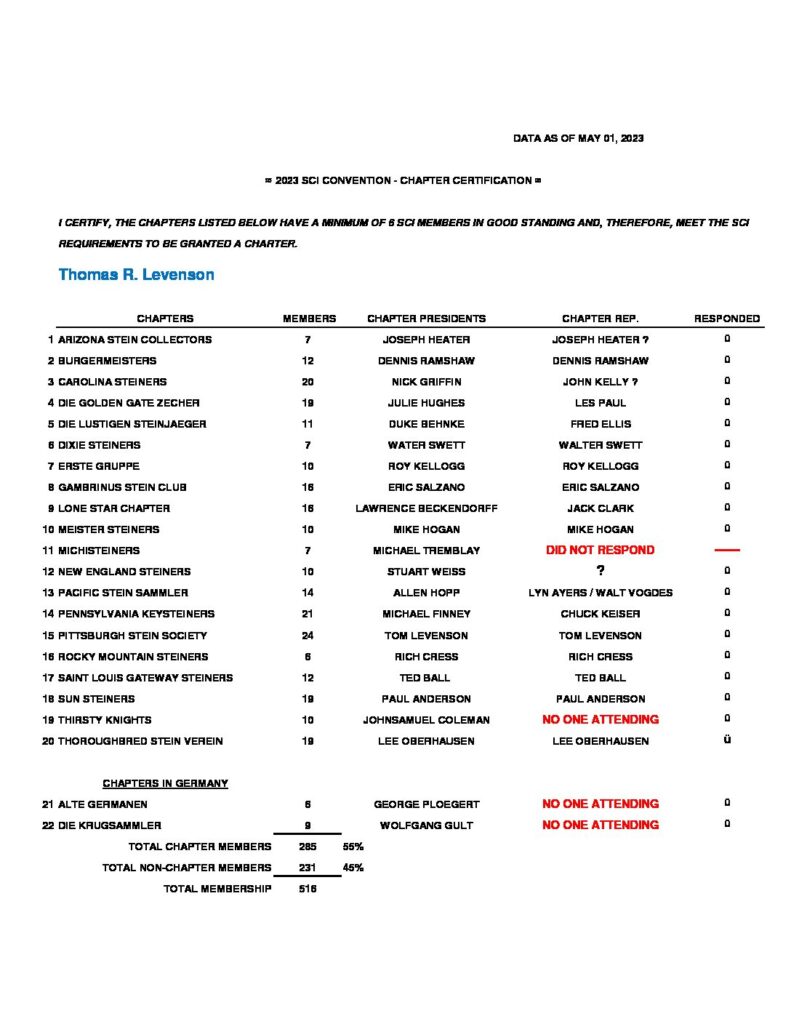 DATA AS OF MAY 01, 2023
= 2023 SCI CONVENTION - CHAPTER CERTIFICATION =
I CERTIFY, THE CHAPTERS LISTED BELOW HAVE A MINIMUM OF 6 SCI MEMBERS IN GOOD STANDING AND, THEREFORE, MEET THE SCI
REQUIREMENTS TO BE GRANTED A CHARTER.
Thomas R. Levenson
CHAPTERS MEMBERS CHAPTER PRESIDENTS CHAPTER REP. RESPONDED
1 ARIZONA STEIN COLLECTORS 7 JOSEPH HEATER JOSEPH HEATER ? Ω
2 BURGERMEISTERS 12 DENNIS RAMSHAW DENNIS RAMSHAW Ω
3 CAROLINA STEINERS 20 NICK GRIFFIN JOHN KELLY ? Ω
4 DIE GOLDEN GATE ZECHER 19 JULIE HUGHES LES PAUL Ω
5 DIE LUSTIGEN STEINJAEGER 11 DUKE BEHNKE FRED ELLIS Ω
6 DIXIE STEINERS 7 WATER SWETT WALTER SWETT Ω
7 ERSTE GRUPPE 10 ROY KELLOGG ROY KELLOGG Ω
8 GAMBRINUS STEIN CLUB 16 ERIC SALZANO ERIC SALZANO Ω
9 LONE STAR CHAPTER 16 LAWRENCE BECKENDORFF JACK CLARK Ω
10 MEISTER STEINERS 10 MIKE HOGAN MIKE HOGAN Ω
11 MICHISTEINERS 7 MICHAEL TREMBLAY DID NOT RESPOND —
12 NEW ENGLAND STEINERS 10 STUART WEISS ? Ω
13 PACIFIC STEIN SAMMLER 14 ALLEN HOPP LYN AYERS / WALT VOGDES Ω
14 PENNSYLVANIA KEYSTEINERS 21 MICHAEL FINNEY CHUCK KEISER Ω
15 PITTSBURGH STEIN SOCIETY 24 TOM LEVENSON TOM LEVENSON Ω
16 ROCKY MOUNTAIN STEINERS 6 RICH CRESS RICH CRESS Ω
17 SAINT LOUIS GATEWAY STEINERS 12 TED BALL TED BALL Ω
18 SUN STEINERS 19 PAUL ANDERSON PAUL ANDERSON Ω
19 THIRSTY KNIGHTS 10 JOHNSAMUEL COLEMAN NO ONE ATTENDING Ω
20 THOROUGHBRED STEIN VEREIN 19 LEE OBERHAUSEN LEE OBERHAUSEN ü
CHAPTERS IN GERMANY
21 ALTE GERMANEN 6 GEORGE PLOEGERT NO ONE ATTENDING Ω
22 DIE KRUGSAMMLER 9 WOLFGANG GULT NO ONE ATTENDING Ω
TOTAL CHAPTER MEMBERS 285 55%
TOTAL NON-CHAPTER MEMBERS 231 45%
TOTAL MEMBERSHIP 516